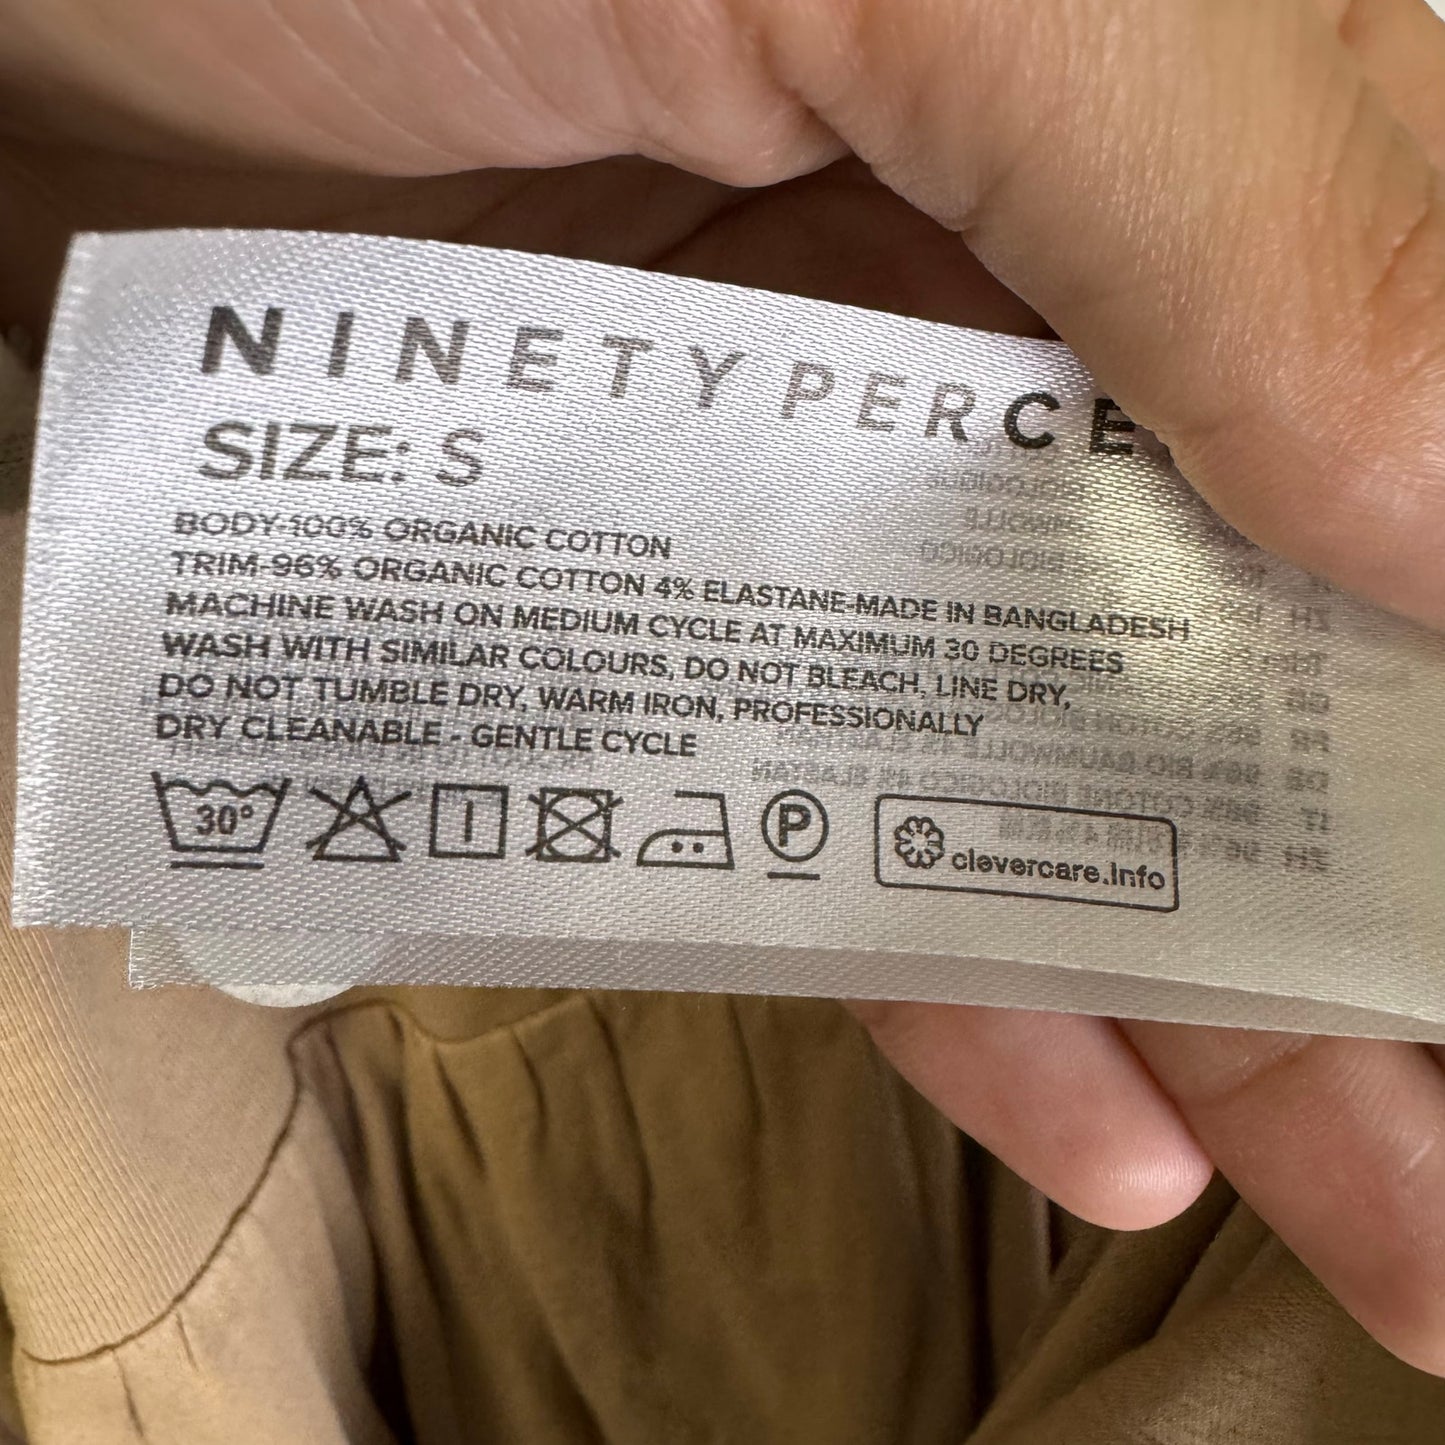 NINETY PERCE
SIZE: S
BODY-100% ORGANIC COTTON
TRIM-96% ORGANIC COTTON 4% ELASTANE-MADE IN BANGLADESH
MACHINE WASH ON MEDIUM CYCLE AT MAXIMUM 30 DEGREES
WASH WITH SIMILAR COLOURS, DO NOT BLEACH, LINE DRY,
DO NOT TUMBLE DRY, WARM IRON, PROFESSIONALLY
DRY CLEANABLE - GENTLE CYCLE
30° P clevercare.info